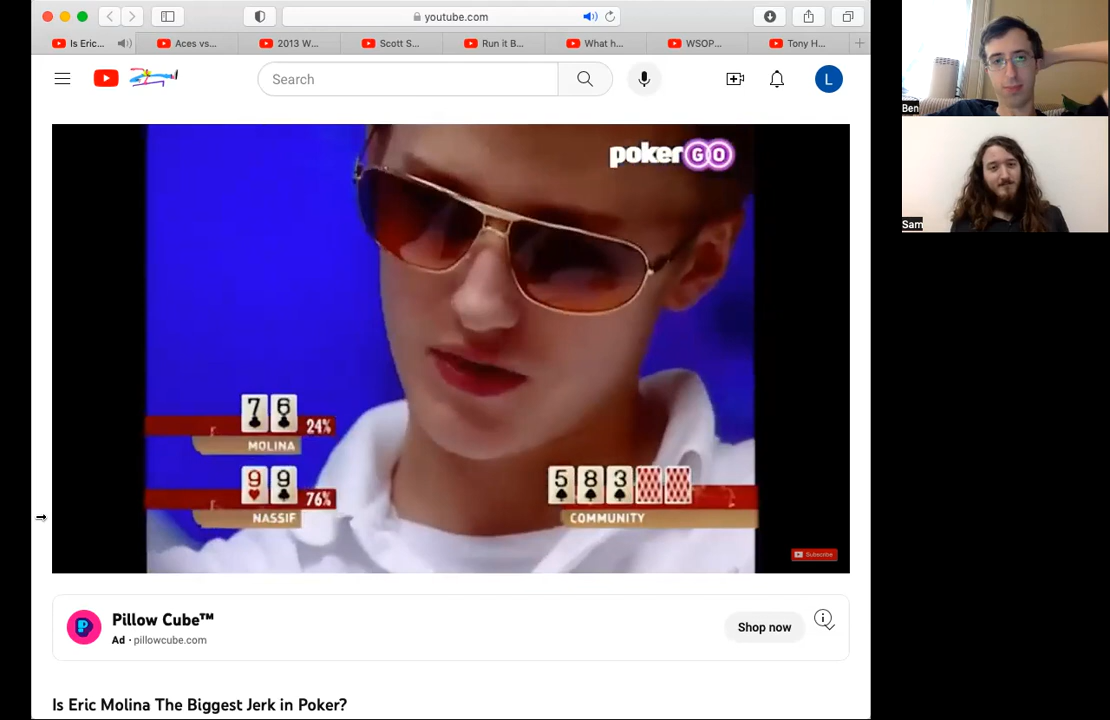 youtube.com
Is Eric...
Aces vs...
2013 W...
Scott S...
Run it B...
What h...
WSOP...
Tony H...
Search
L
Ben
Sam
pokerGO
7 6 24%
MOLINA
9 9 76%
NASSIF
5 8 3
COMMUNITY
Subscribe
Pillow Cube™
Ad · pillowcube.com
Shop now
Is Eric Molina The Biggest Jerk in Poker?